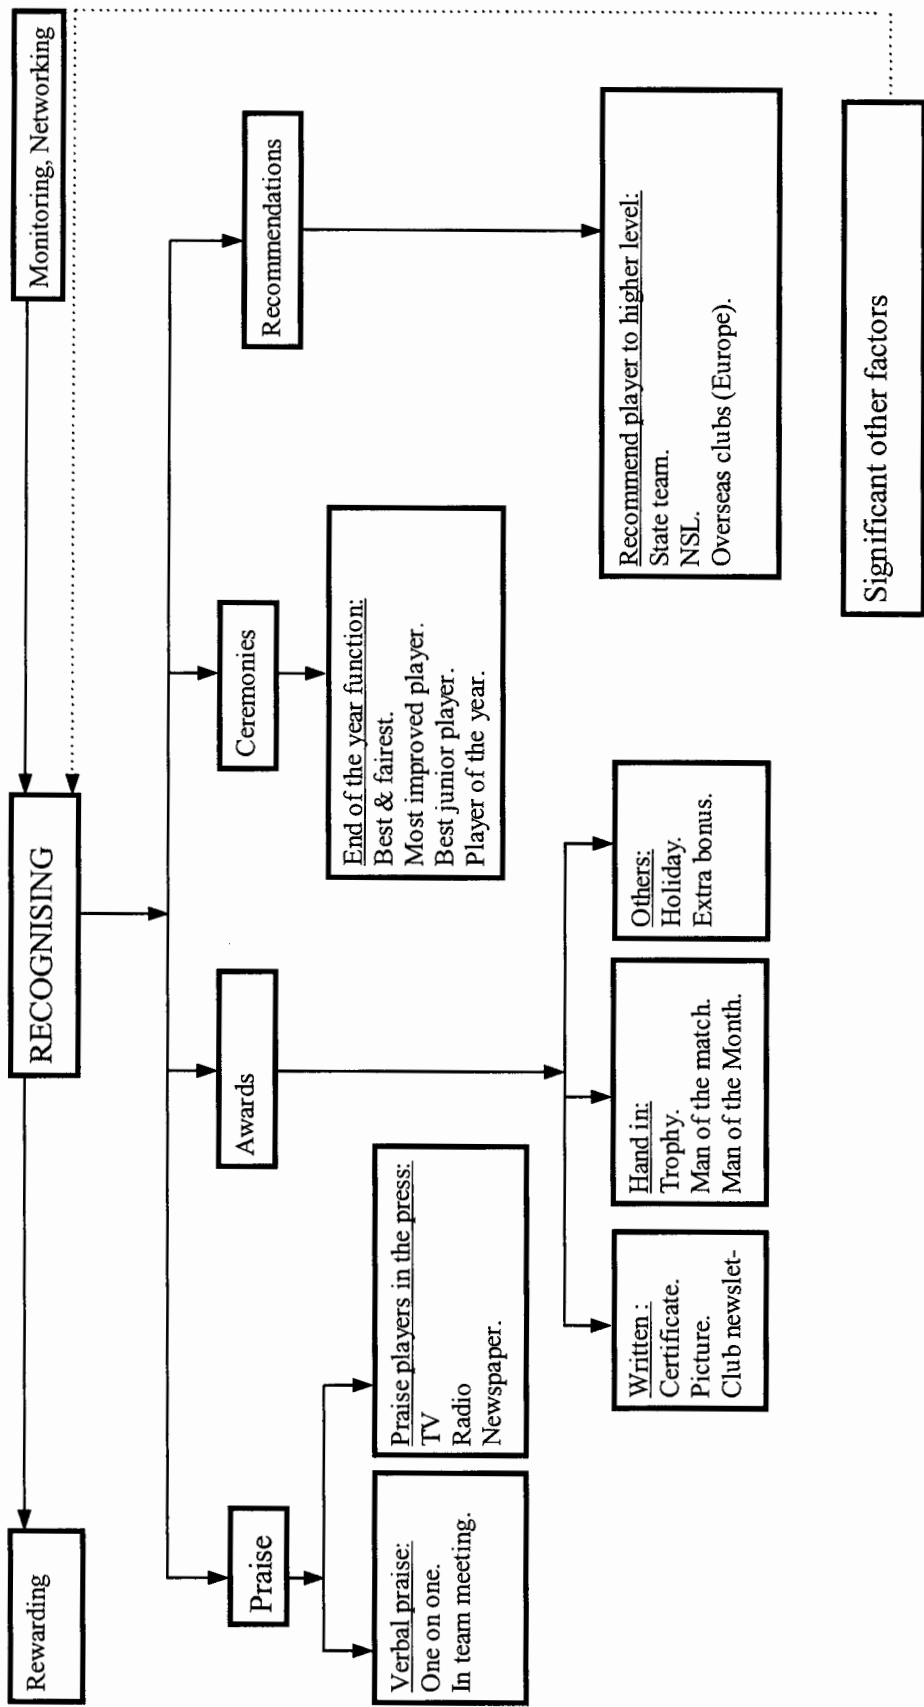 Rewarding
RECOGNISING
Monitoring, Networking
Praise
Awards
Ceremonies
Recommendations
Verbal praise:
One on one.
In team meeting.
Praise players in the press:
TV
Radio
Newspaper.
End of the year function:
Best & fairest.
Most improved player.
Best junior player.
Player of the year.
Written :
Certificate.
Picture.
Club newslet-
Hand in:
Trophy.
Man of the match.
Man of the Month.
Others:
Holiday.
Extra bonus.
Recommend player to higher level:
State team.
NSL.
Overseas clubs (Europe).
Significant other factors